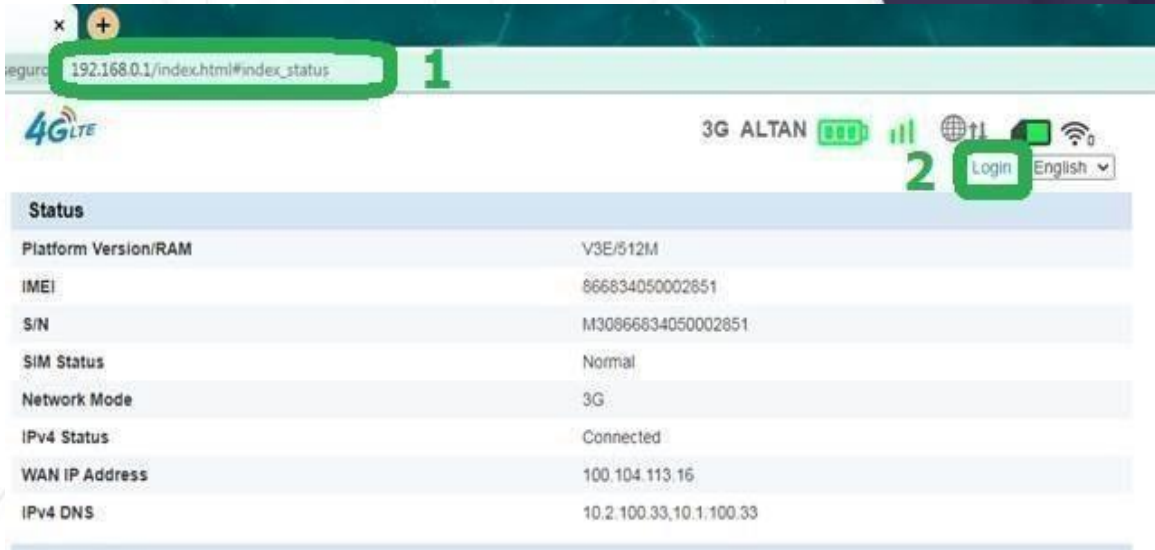 × +
seguro 192.168.0.1/index.html#index_status 1
4G LTE 3G ALTAN 0
2 Login English
Status
Platform Version/RAM V3E/512M
IMEI 866834050002851
S/N M30866834050002851
SIM Status Normal
Network Mode 3G
IPv4 Status Connected
WAN IP Address 100.104.113.16
IPv4 DNS 10.2.100.33,10.1.100.33